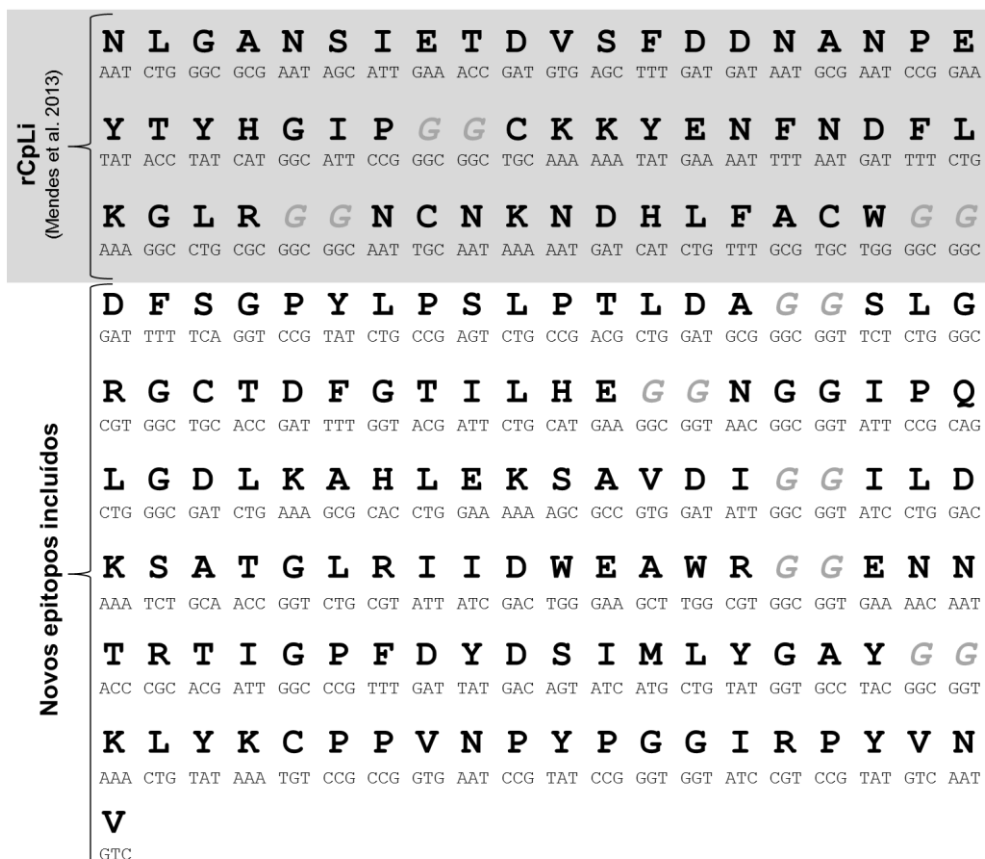 rCpLi
(Mendes et al. 2013)
N L G A N S I E T D V S F D D N A N P E
AAT CTG GGC GCG AAT AGC ATT GAA ACC GAT GTG AGC TTT GAT GAT AAT GCG AAT CCG GAA
Y T Y H G I P G G C K K Y E N F N D F L
TAT ACC TAT CAT GGC ATT CCG GGC GGC TGC AAA AAA TAT GAA AAT TTT AAT GAT TTT CTG
K G L R G G N C N K N D H L F A C W G G
AAA GGC CTG CGC GGC GGC AAT TGC AAT AAA AAT GAT CAT CTG TTT GCG TGC TGG GGC GGC
Novos epitopos incluídos
D F S G P Y L P S L P T L D A G G S L G
GAT TTT TCA GGT CCG TAT CTG CCG AGT CTG CCG ACG CTG GAT GCG GGC GGT TCT CTG GGC
R G C T D F G T I L H E G G N G G I P Q
CGT GGC TGC ACC GAT TTT GGT ACG ATT CTG CAT GAA GGC GGT AAC GGC GGT ATT CCG CAG
L G D L K A H L E K S A V D I G G I L D
CTG GGC GAT CTG AAA GCG CAC CTG GAA AAA AGC GCC GTG GAT ATT GGC GGT ATC CTG GAC
K S A T G L R I I D W E A W R G G E N N
AAA TCT GCA ACC GGT CTG CGT ATT ATC GAC TGG GAA GCT TGG CGT GGC GGT GAA AAC AAT
T R T I G P F D Y D S I M L Y G A Y G G
ACC CGC ACG ATT GGC CCG TTT GAT TAT GAC AGT ATC ATG CTG TAT GGT GCC TAC GGC GGT
K L Y K C P P V N P Y P G G I R P Y V N
AAA CTG TAT AAA TGT CCG CCG GTG AAT CCG TAT CCG GGT GGT ATC CGT CCG TAT GTC AAT
V
GTC